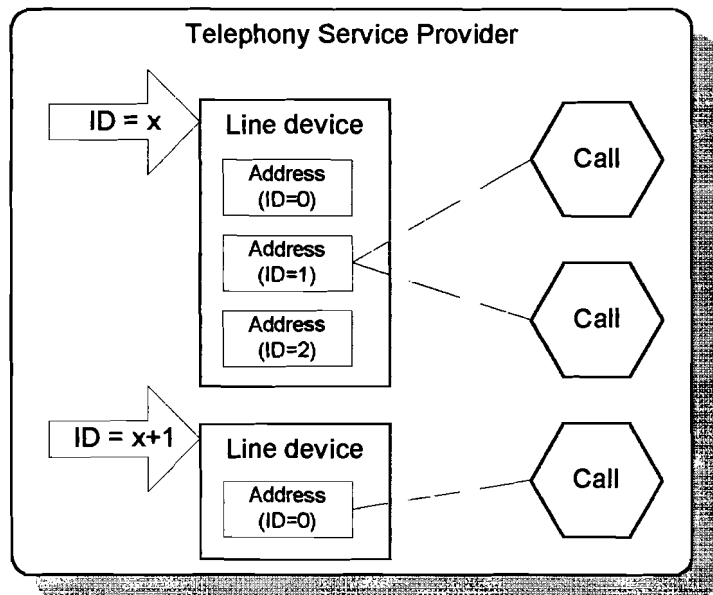 Telephony Service Provider
ID = x
Line device
Address
(ID=0)
Address
(ID=1)
Address
(ID=2)
Call
Call
ID = x+1
Line device
Address
(ID=0)
Call